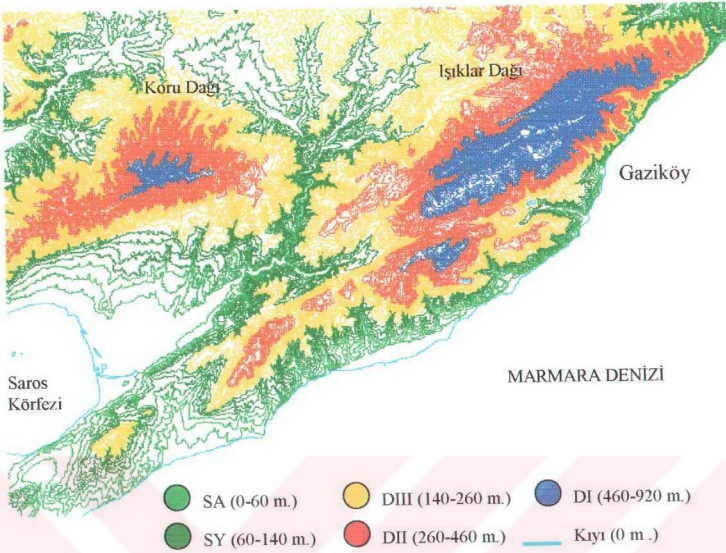 Koru Dağı
Işıklar Dağı
Gaziköy
MARMARA DENİZİ
Saros
Körfezi
SA (0-60 m.)
DIII (140-260 m.)
DI (460-920 m.)
SY (60-140 m.)
DII (260-460 m.)
Kıyı (0 m .)